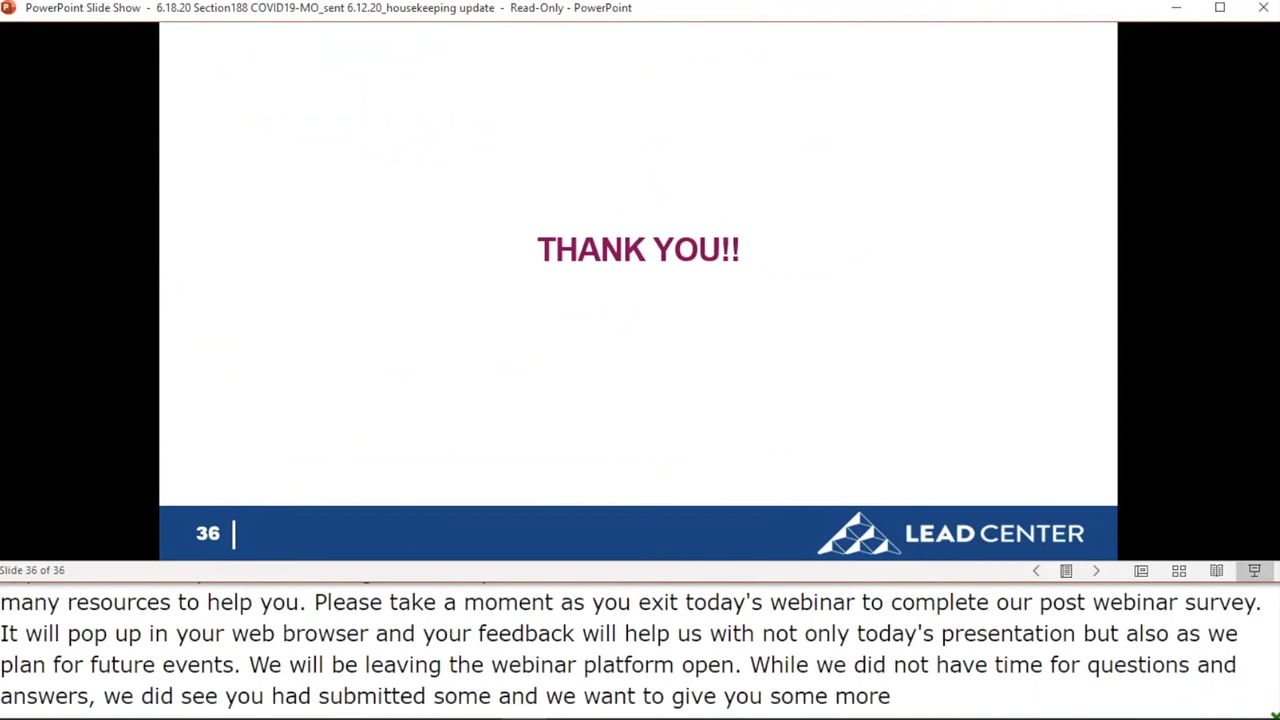 PowerPoint Slide Show - 6.18.20 Section188 COVID19-MO_sent 6.12.20_housekeeping update - Read-Only - PowerPoint
THANK YOU!!
36
LEAD CENTER
Slide 36 of 36
many resources to help you. Please take a moment as you exit today's webinar to complete our post webinar survey.
It will pop up in your web browser and your feedback will help us with not only today's presentation but also as we
plan for future events. We will be leaving the webinar platform open. While we did not have time for questions and
answers, we did see you had submitted some and we want to give you some more